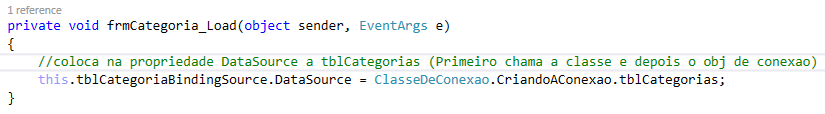 1 reference
private void frmCategoria_Load(object sender, EventArgs e)
{
//coloca na propriedade DataSource a tblCategorias (Primeiro chama a classe e depois o obj de conexao)
this.tblCategoriaBindingSource.DataSource = ClasseDeConexao.CriandoAConexao.tblCategorias;
}